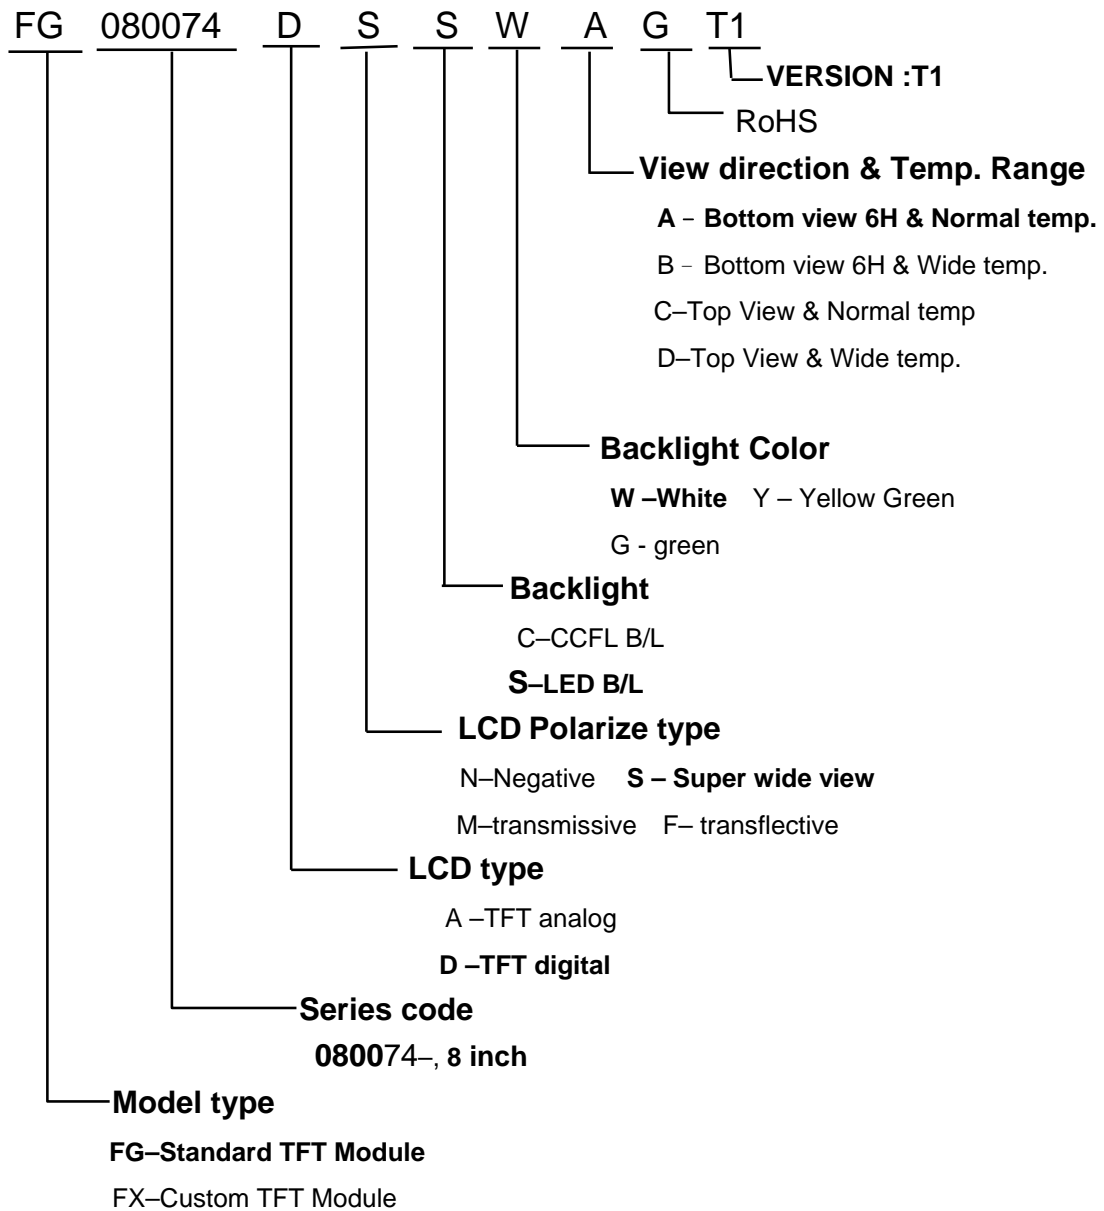 FG 080074 D S S W A G T1
VERSION :T1
RoHS
View direction & Temp. Range
A – Bottom view 6H & Normal temp.
B – Bottom view 6H & Wide temp.
C–Top View & Normal temp
D–Top View & Wide temp.
Backlight Color
W –White Y – Yellow Green
G - green
Backlight
C–CCFL B/L
S–LED B/L
LCD Polarize type
N–Negative S – Super wide view
M–transmissive F– transflective
LCD type
A –TFT analog
D –TFT digital
Series code
080074–, 8 inch
Model type
FG–Standard TFT Module
FX–Custom TFT Module